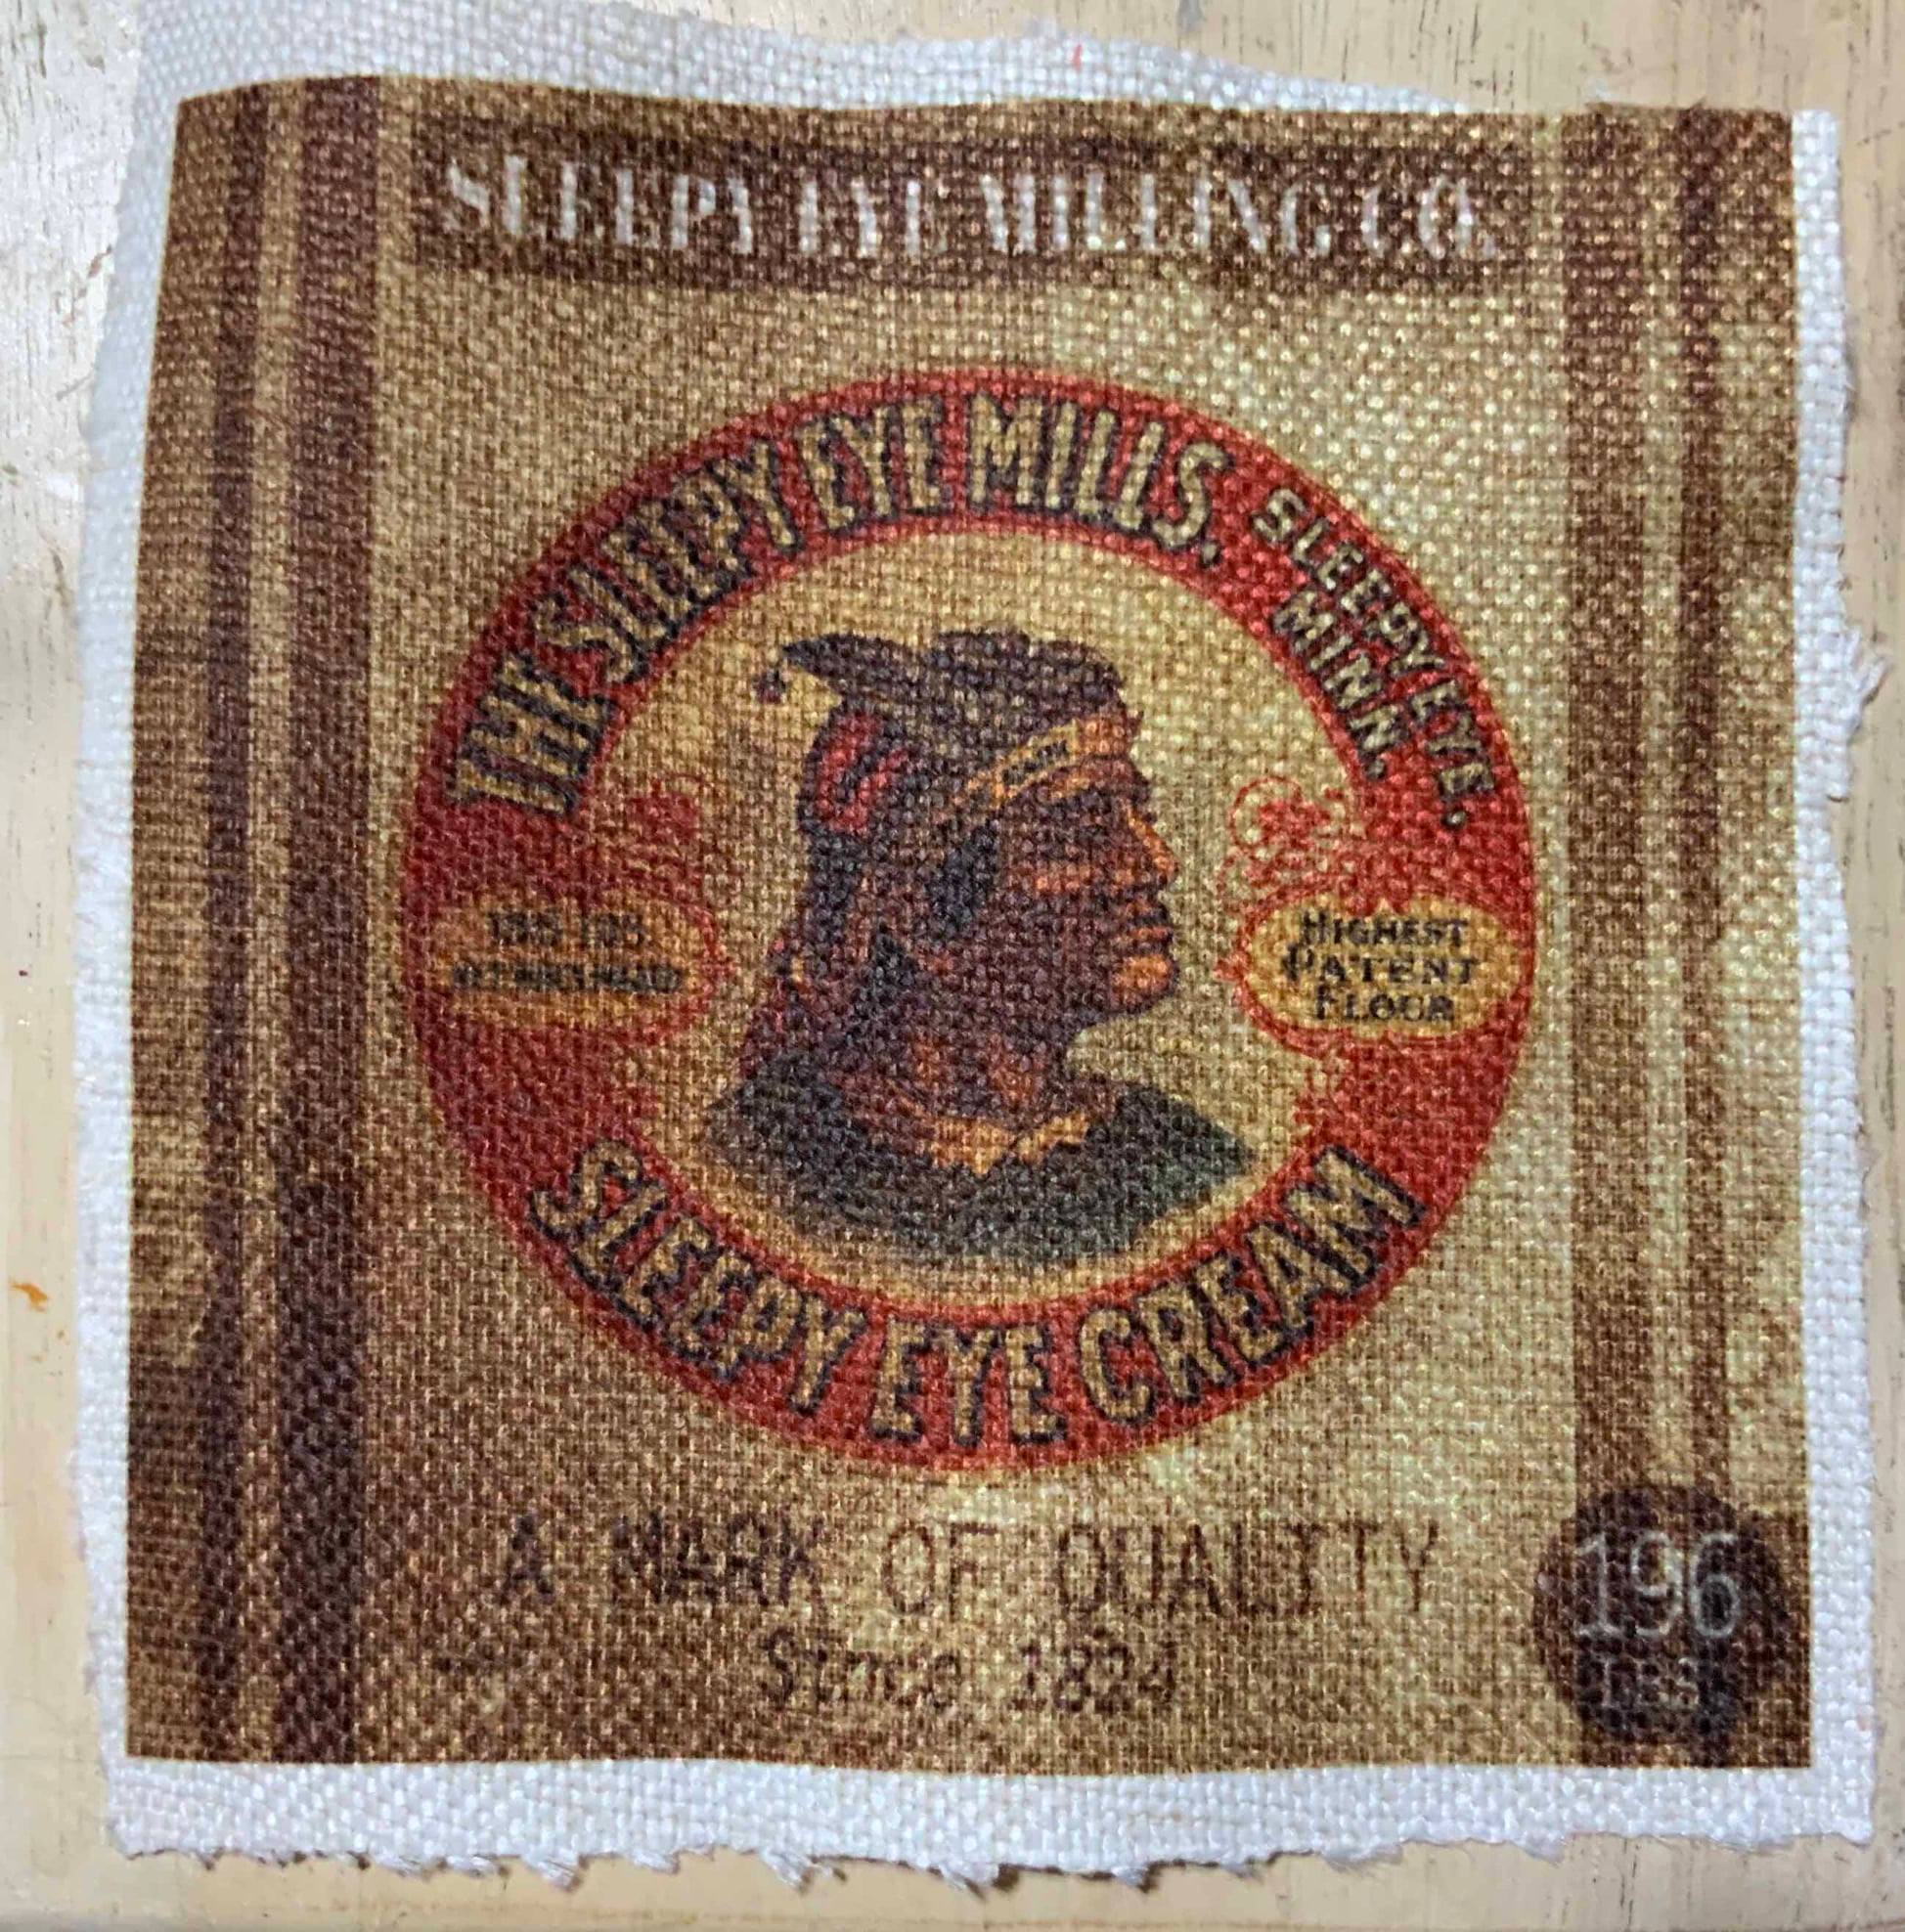 SLEEPY EYE MILLING CO.
THE SLEEPY EYE MILLS.
SLEEPY EYE,
MINN.
HIGHEST
PATENT
FLOUR
SLEEPY EYE CREAM
A MARK OF QUALITY
Since 1824
196
LBS